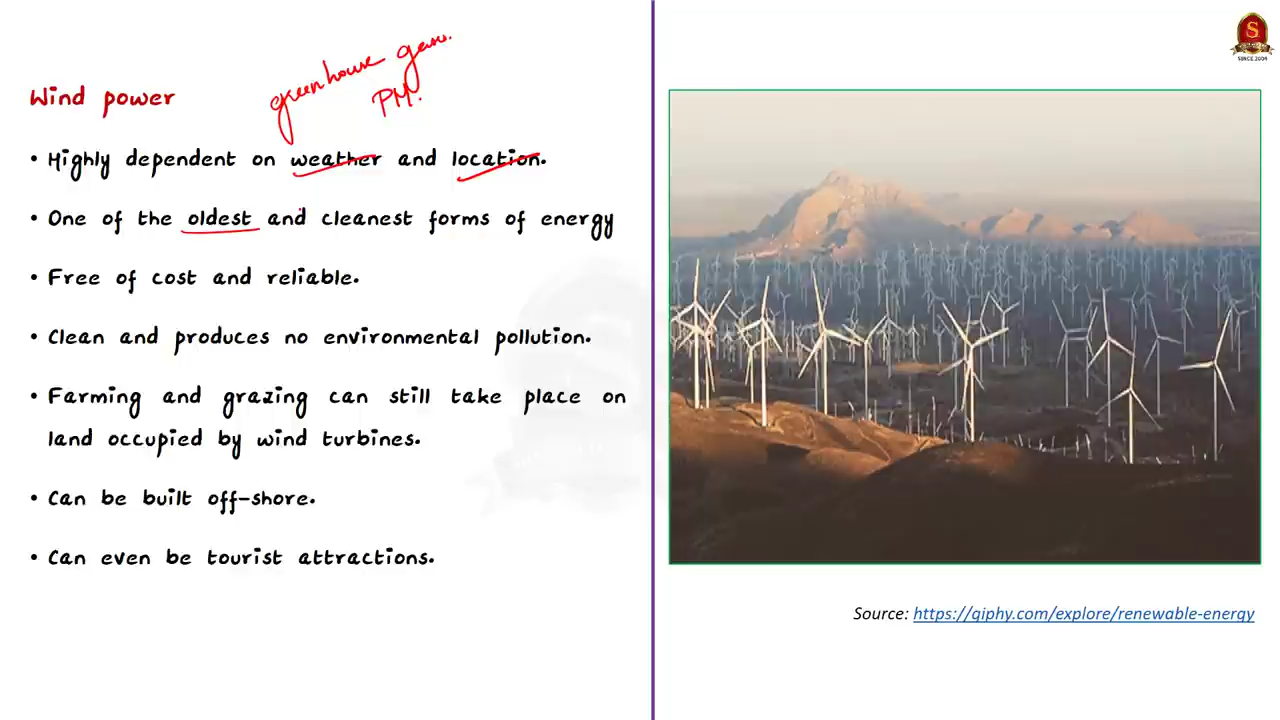 greenhouse gases.
PM.
Wind power
• Highly dependent on weather and location.
• One of the oldest and cleanest forms of energy
• Free of cost and reliable.
• Clean and produces no environmental pollution.
• Farming and grazing can still take place on
land occupied by wind turbines.
• Can be built off-shore.
• Can even be tourist attractions.
S
SINCE 2004
Source: https://giphy.com/explore/renewable-energy